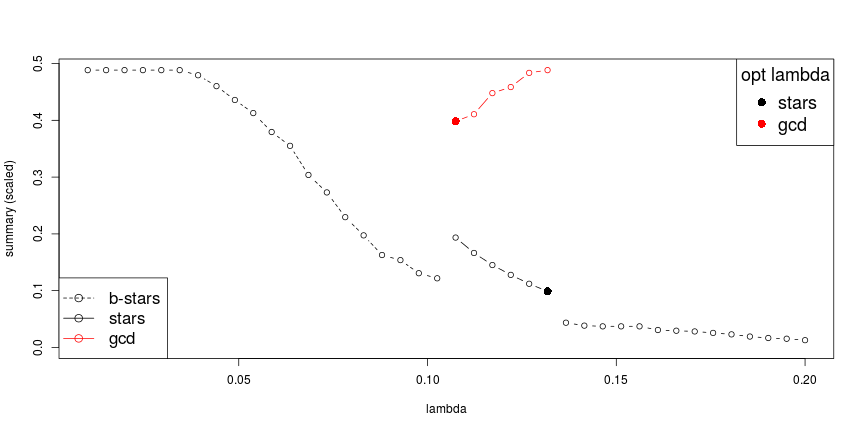 opt lambda
stars
gcd
summary (scaled)
0.5
0.4
0.3
0.2
0.1
0.0
b-stars
stars
gcd
0.05 0.10 0.15 0.20
lambda